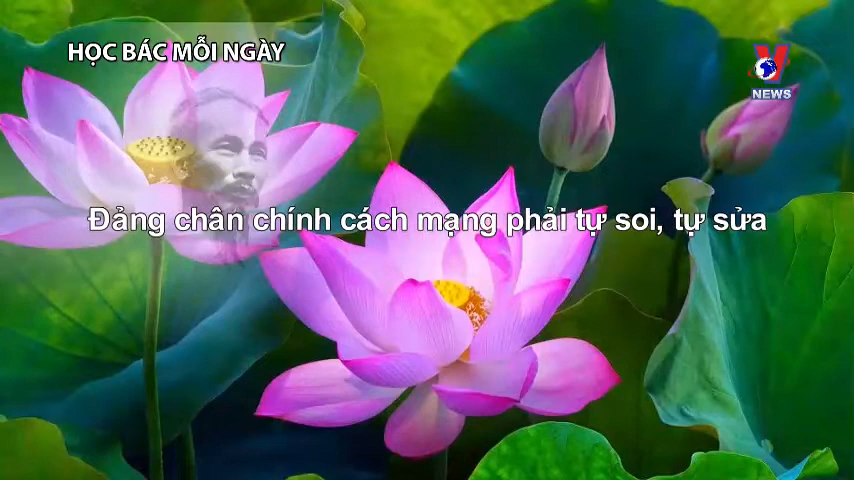 HỌC BÁC MỖI NGÀY
V
NEWS
Đảng chân chính cách mạng phải tự soi, tự sửa